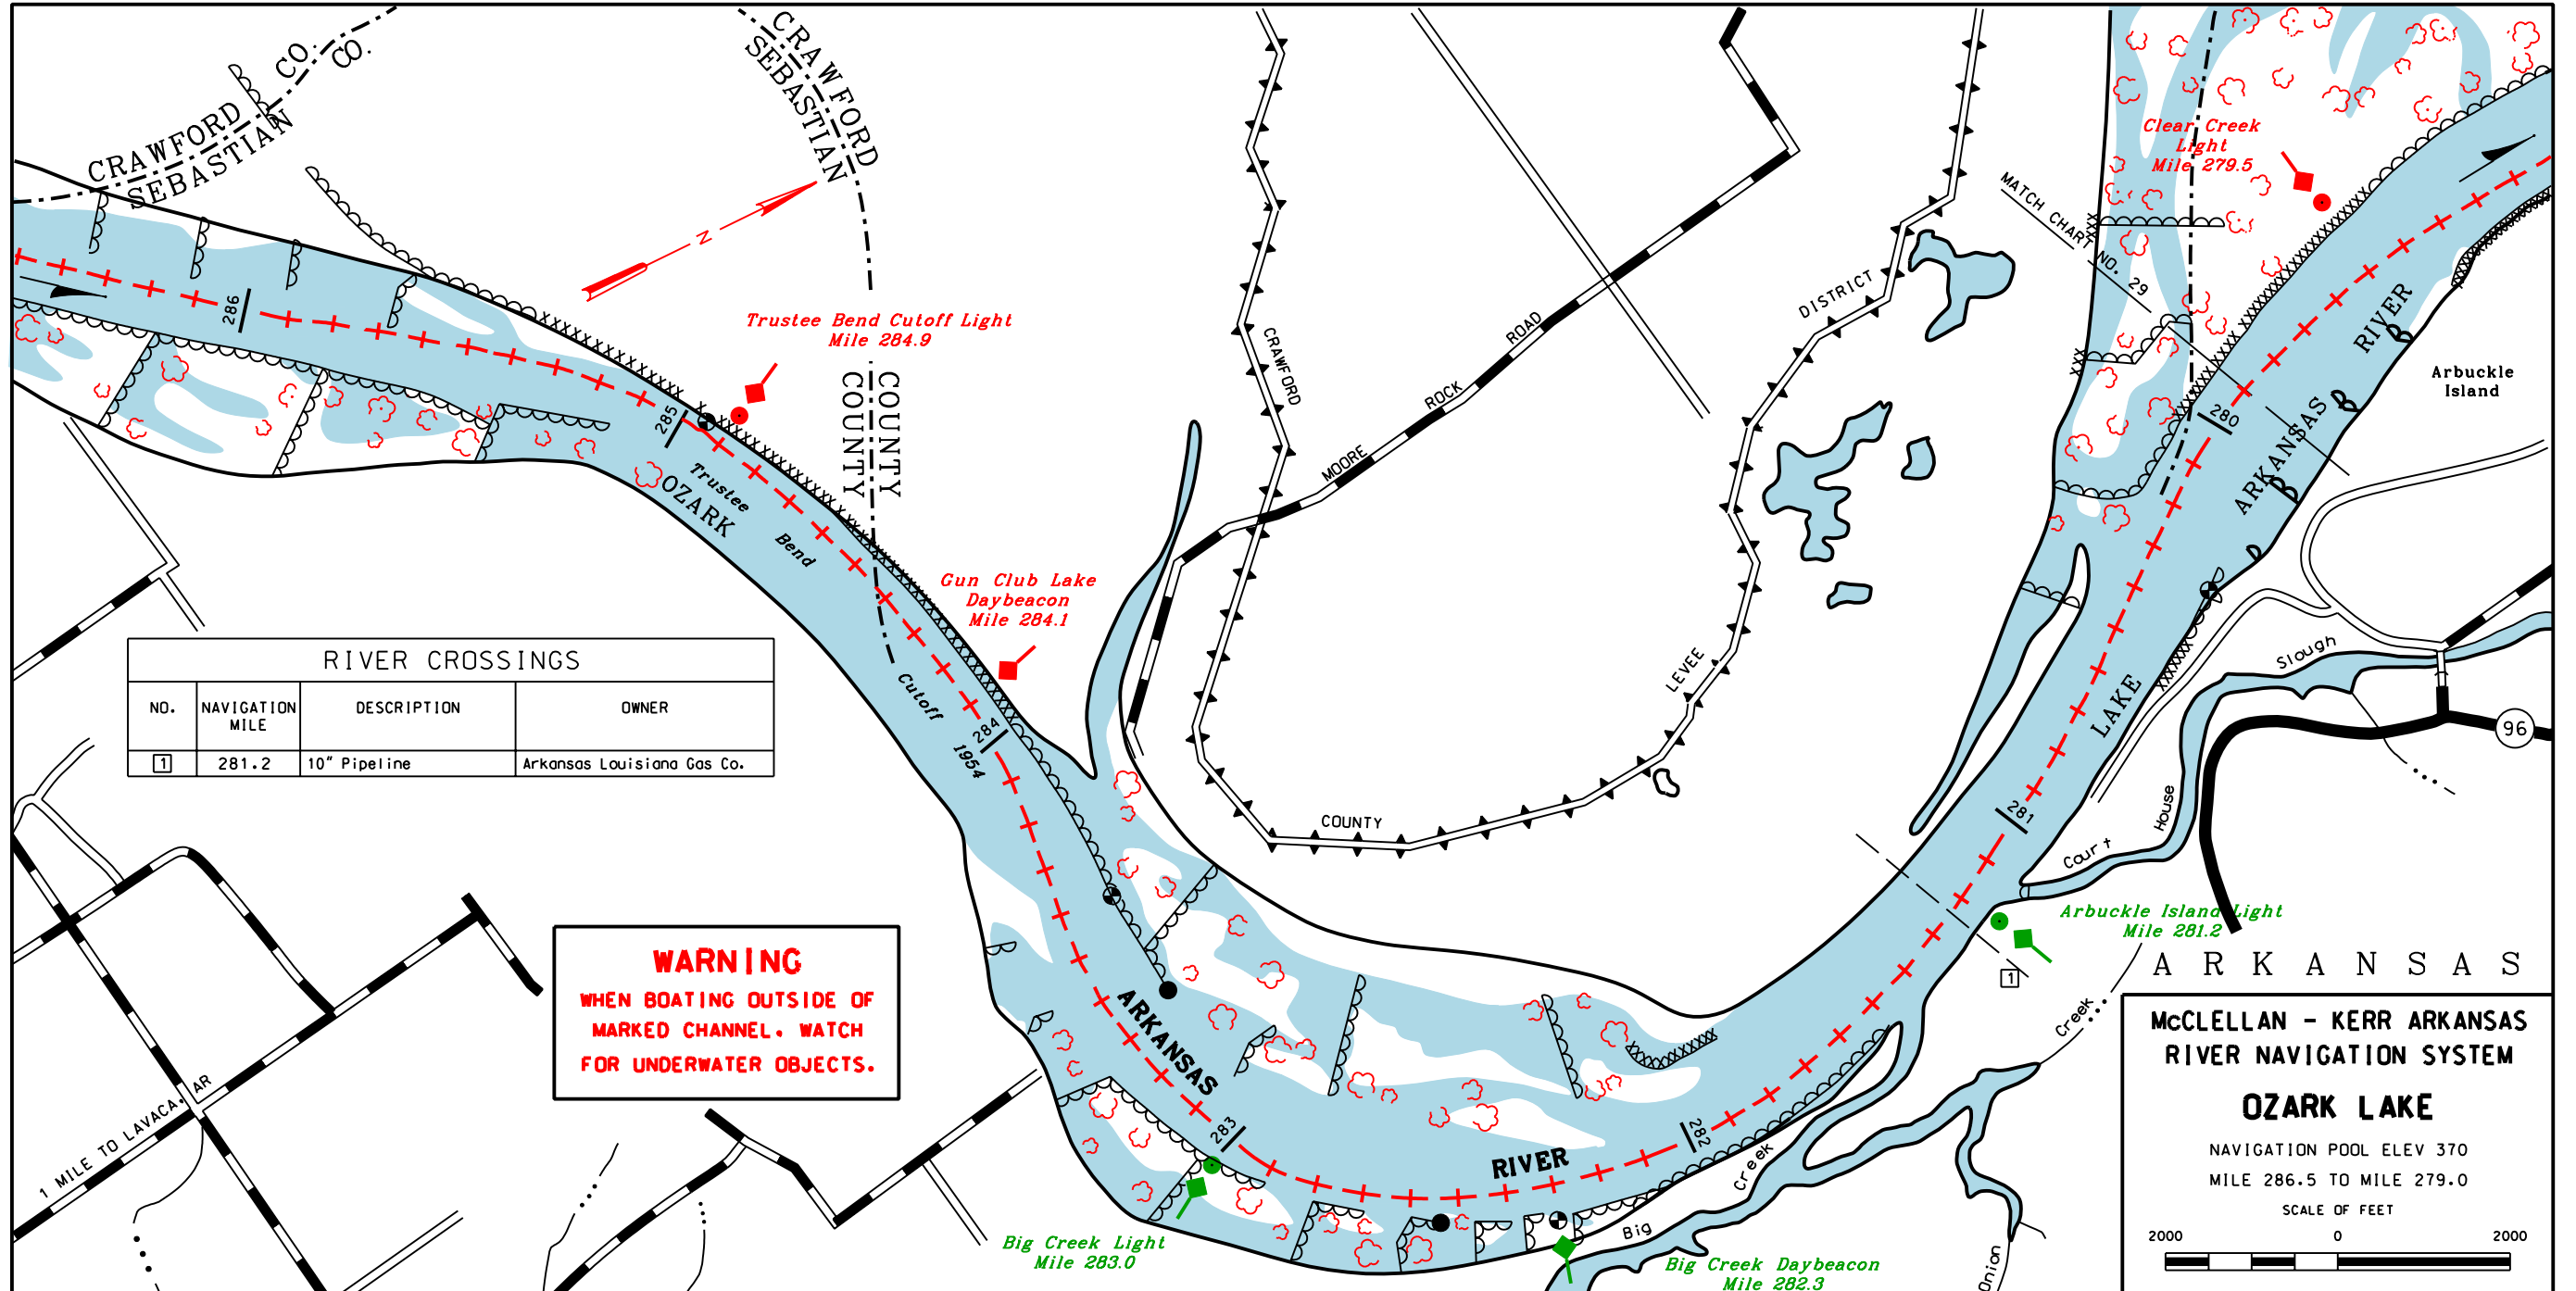 CRAWFORD CO.
SEBASTIAN CO.
CRAWFORD
SEBASTIAN
COUNTY
COUNTY
N
286
285
284
283
282
281
280
Trustee Bend Cutoff Light
Mile 284.9
OZARK
Trustee
Bend
Cutoff
1954
Gun Club Lake
Daybeacon
Mile 284.1
CRAWFORD
COUNTY
LEVEE
DISTRICT
MOORE
ROCK
ROAD
Clear Creek
Light
Mile 279.5
MATCH CHART NO. 29
ARKANSAS
RIVER
LAKE
Arbuckle
Island
Slough
House
Court
96
Arbuckle Island Light
Mile 281.2
1
Creek
Onion
RIVER CROSSINGS
NO.
NAVIGATION
MILE
DESCRIPTION
OWNER
1
281.2
10" Pipeline
Arkansas Louisiana Gas Co.
WARNING
WHEN BOATING OUTSIDE OF
MARKED CHANNEL. WATCH
FOR UNDERWATER OBJECTS.
1 MILE TO LAVACA, AR
ARKANSAS
RIVER
Big Creek Light
Mile 283.0
Big
Creek
Big Creek Daybeacon
Mile 282.3
ARKANSAS
McCLELLAN - KERR ARKANSAS
RIVER NAVIGATION SYSTEM
OZARK LAKE
NAVIGATION POOL ELEV 370
MILE 286.5 TO MILE 279.0
SCALE OF FEET
2000 0 2000